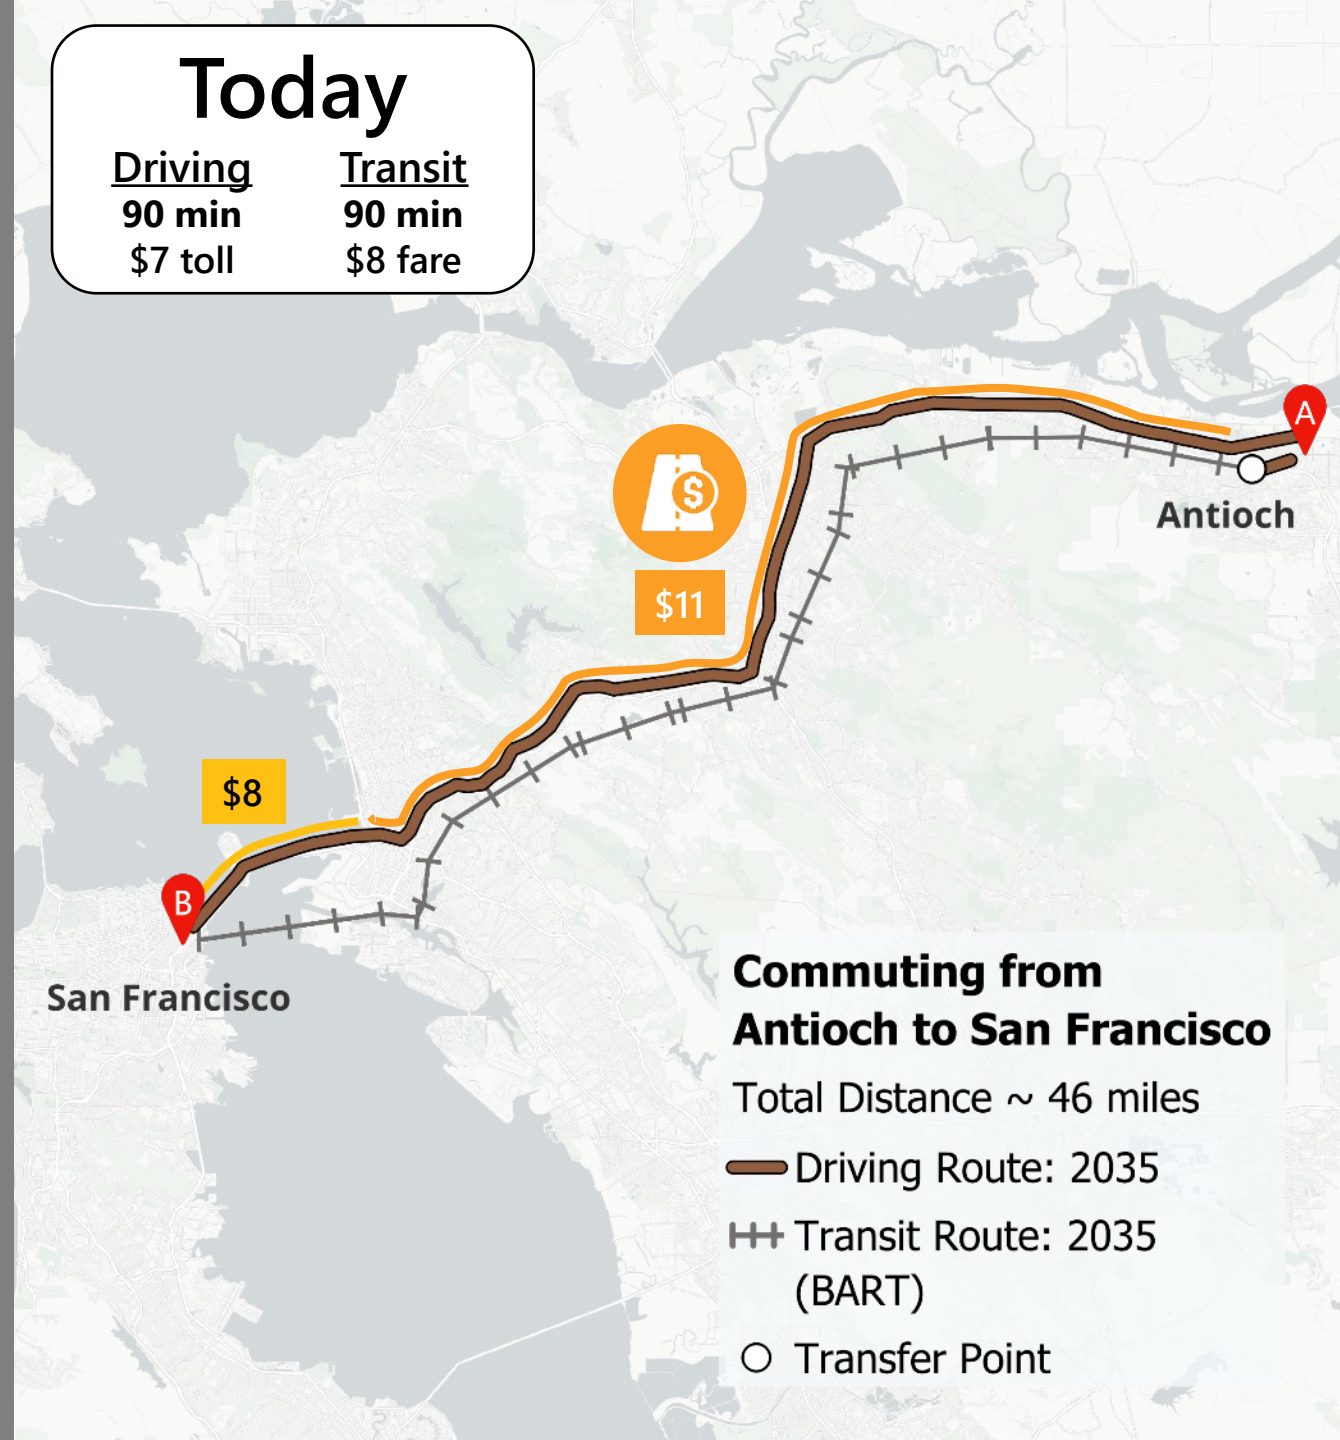 Today
Driving Transit
90 min 90 min
$7 toll $8 fare
A
Antioch
$
$11
$8
B
San Francisco
Commuting from
Antioch to San Francisco
Total Distance ~ 46 miles
Driving Route: 2035
Transit Route: 2035
(BART)
Transfer Point